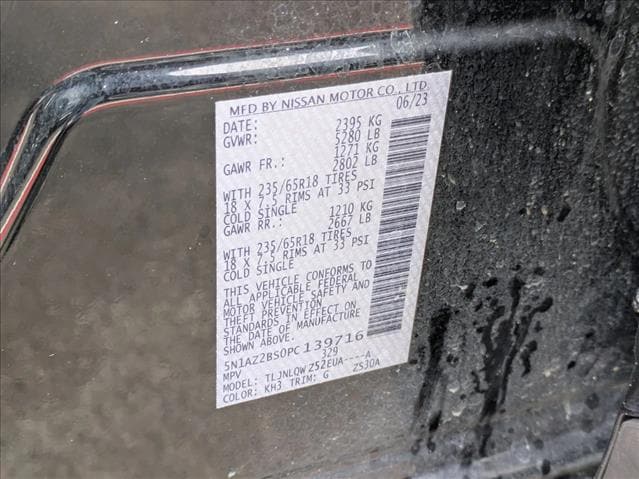 MFD BY NISSAN MOTOR CO., LTD.
DATE: 06/23
GVWR: 2395 KG
5280 LB
GAWR FR.: 1271 KG
2802 LB
WITH 235/65R18 TIRES
18 X 7.5 RIMS AT 33 PSI
COLD SINGLE
GAWR RR.: 1210 KG
2667 LB
WITH 235/65R18 TIRES
18 X 7.5 RIMS AT 33 PSI
COLD SINGLE
THIS VEHICLE CONFORMS TO
ALL APPLICABLE FEDERAL
MOTOR VEHICLE SAFETY AND
THEFT PREVENTION
STANDARDS IN EFFECT ON
THE DATE OF MANUFACTURE
SHOWN ABOVE.
5N1AZ2BS0PC139716
MPV 329
MODEL: TLJNLQW Z52EUA----A
COLOR: KH3 TRIM: G ZS30A